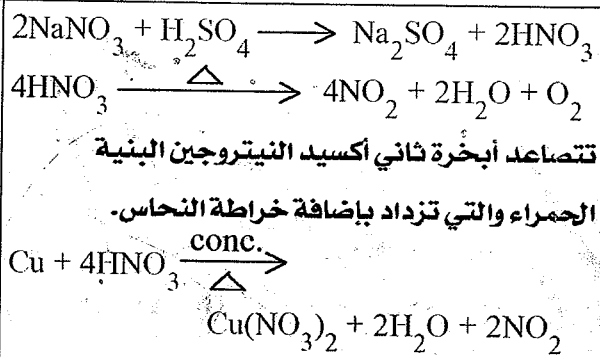 2NaNO₃ + H₂SO₄ ⟶ Na₂SO₄ + 2HNO₃
4HNO₃ —△→ 4NO₂ + 2H₂O + O₂
تتصاعد أبخرة ثاني أكسيد النيتروجين البنية
الحمراء والتي تزداد بإضافة خراطة النحاس.
Cu + 4HNO₃ —conc. △→
Cu(NO₃)₂ + 2H₂O + 2NO₂